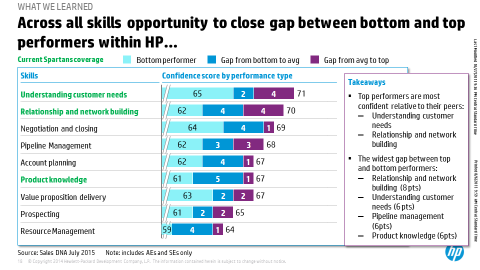 WHAT WE LEARNED
Across all skills opportunity to close gap between bottom and top
performers within HP...
Current Spartans coverage
Bottom performer
Gap from bottom to avg
Gap from avg to top
Skills
Confidence score by performance type
Understanding customer needs 65 2 4 71
Relationship and network building 62 4 4 70
Negotiation and closing 64 4 1 69
Pipeline Management 62 3 3 68
Account planning 62 4 1 67
Product knowledge 61 5 1 67
Value proposition delivery 63 2 2 67
Prospecting 61 2 2 65
Resource Management 59 4 1 64
Takeaways
▪ Top performers are most
confident relative to their peers:
– Understanding customer
needs
– Relationship and network
building
▪ The widest gap between top
and bottom performers:
– Relationship and network
building (8pts)
– Understanding customer
needs (6pts)
– Pipeline management
(6pts)
– Product knowledge (6pts)
Source: Sales DNA July 2015 Note: includes AEs and SEs only
hp